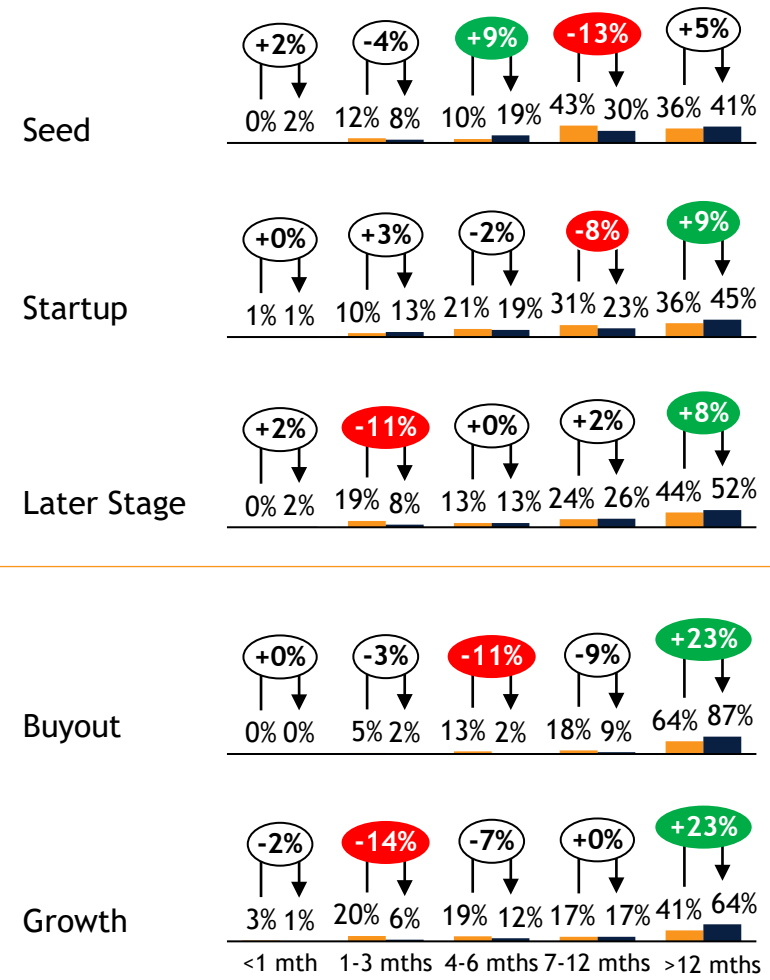 +2% -4% +9% -13% +5%
Seed 0% 2% 12% 8% 10% 19% 43% 30% 36% 41%
+0% +3% -2% -8% +9%
Startup 1% 1% 10% 13% 21% 19% 31% 23% 36% 45%
+2% -11% +0% +2% +8%
Later Stage 0% 2% 19% 8% 13% 13% 24% 26% 44% 52%
+0% -3% -11% -9% +23%
Buyout 0% 0% 5% 2% 13% 2% 18% 9% 64% 87%
-2% -14% -7% +0% +23%
Growth 3% 1% 20% 6% 19% 12% 17% 17% 41% 64%
<1 mth 1-3 mths 4-6 mths 7-12 mths >12 mths